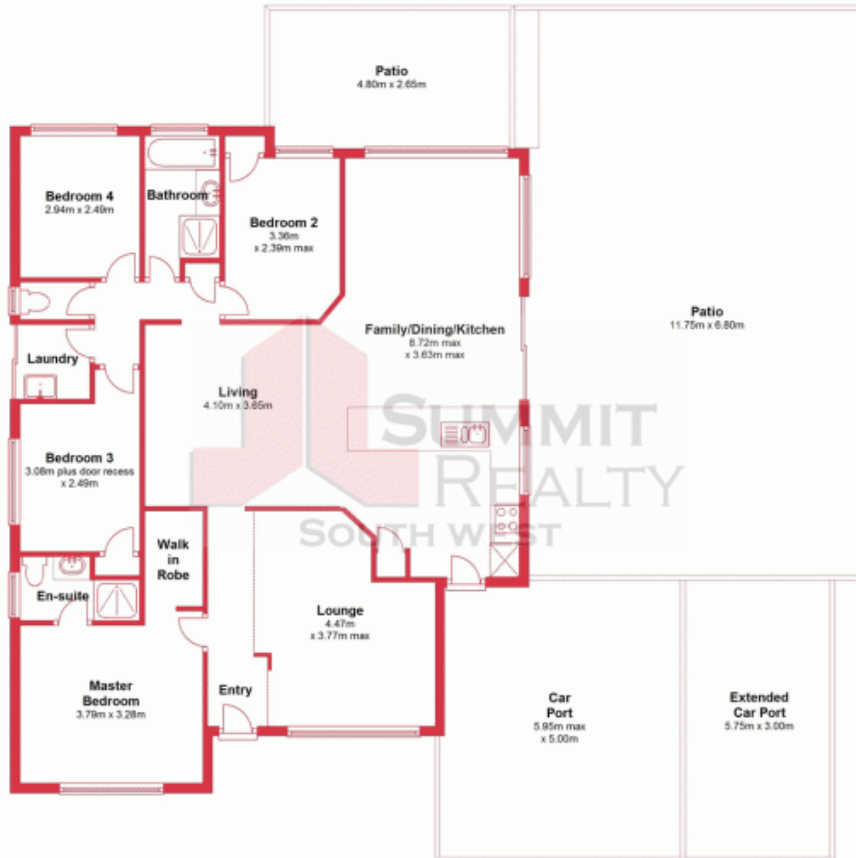 Patio
4.80m x 2.65m
Bedroom 4
2.94m x 2.49m
Bathroom
Bedroom 2
3.36m
x 2.39m max
Patio
11.75m x 6.80m
Family/Dining/Kitchen
8.72m max
x 3.63m max
Laundry
Living
4.10m x 3.65m
SUMMIT
REALTY
SOUTH WEST
Bedroom 3
3.08m plus door recess
x 2.49m
Walk
in
Robe
En-suite
Lounge
4.47m
x 3.77m max
Master
Bedroom
3.79m x 3.28m
Entry
Car
Port
5.95m max
x 5.00m
Extended
Car Port
5.75m x 3.00m